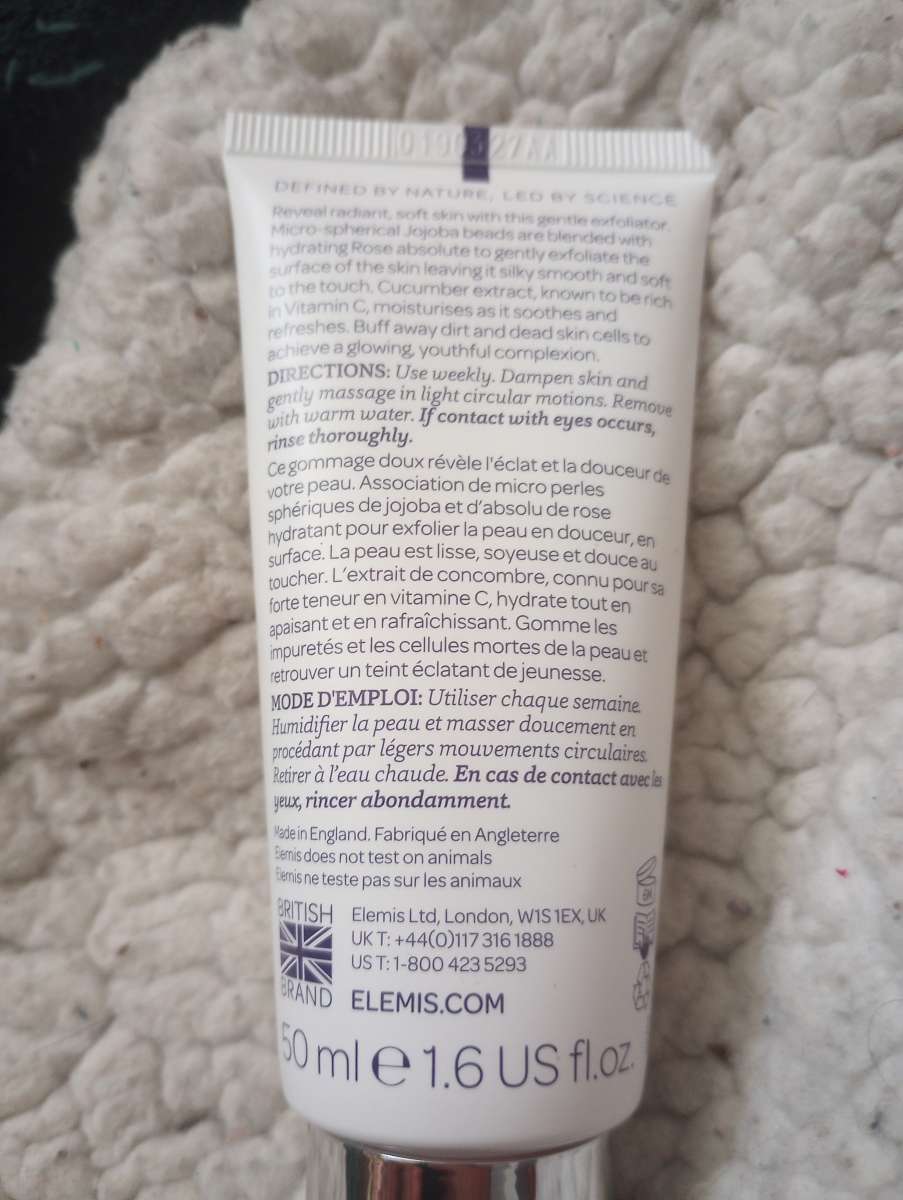 DEFINED BY NATURE, LED BY SCIENCE
Reveal radiant, soft skin with this gentle exfoliator.
Micro-spherical Jojoba beads are blended with
hydrating Rose absolute to gently exfoliate the
surface of the skin leaving it silky smooth and soft
to the touch. Cucumber extract, known to be rich
in Vitamin C, moisturises as it soothes and
refreshes. Buff away dirt and dead skin cells to
achieve a glowing, youthful complexion.
DIRECTIONS: Use weekly. Dampen skin and
gently massage in light circular motions. Remove
with warm water. If contact with eyes occurs,
rinse thoroughly.
Ce gommage doux révèle l'éclat et la douceur de
votre peau. Association de micro perles
sphériques de jojoba et d'absolu de rose
hydratant pour exfolier la peau en douceur, en
surface. La peau est lisse, soyeuse et douce au
toucher. L'extrait de concombre, connu pour sa
forte teneur en vitamine C, hydrate tout en
apaisant et en rafraîchissant. Gomme les
impuretés et les cellules mortes de la peau et
retrouver un teint éclatant de jeunesse.
MODE D'EMPLOI: Utiliser chaque semaine.
Humidifier la peau et masser doucement en
procédant par légers mouvements circulaires.
Retirer à l'eau chaude. En cas de contact avec les
yeux, rincer abondamment.
Made in England. Fabriqué en Angleterre
Elemis does not test on animals
Elemis ne teste pas sur les animaux
BRITISH
BRAND
Elemis Ltd, London, W1S 1EX, UK
UK T: +44(0)117 316 1888
US T: 1-800 423 5293
ELEMIS.COM
50 ml e 1.6 US fl.oz.